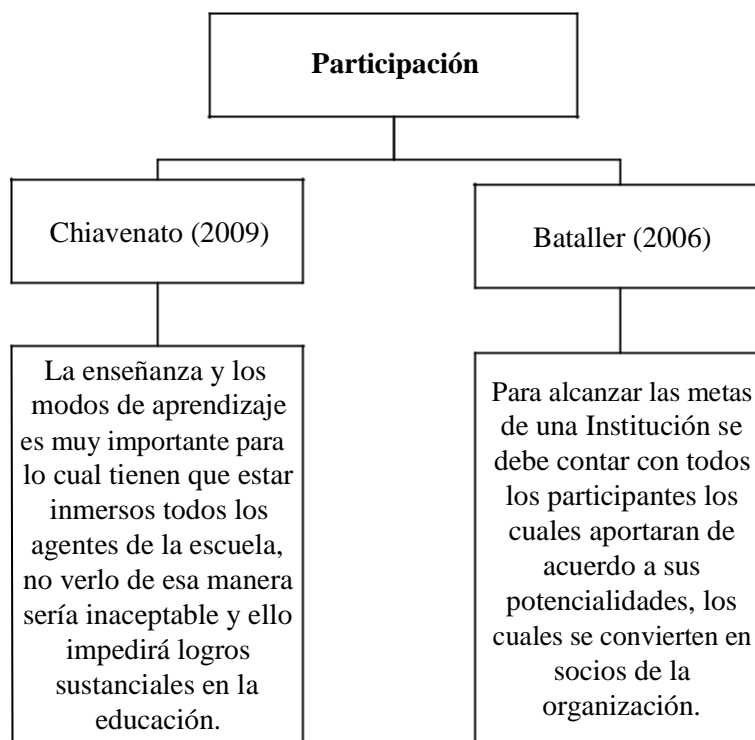 Participación
Chiavenato (2009)
Bataller (2006)
La enseñanza y los
modos de aprendizaje
es muy importante para
lo cual tienen que estar
inmersos todos los
agentes de la escuela,
no verlo de esa manera
sería inaceptable y ello
impedirá logros
sustanciales en la
educación.
Para alcanzar las metas
de una Institución se
debe contar con todos
los participantes los
cuales aportaran de
acuerdo a sus
potencialidades, los
cuales se convierten en
socios de la
organización.